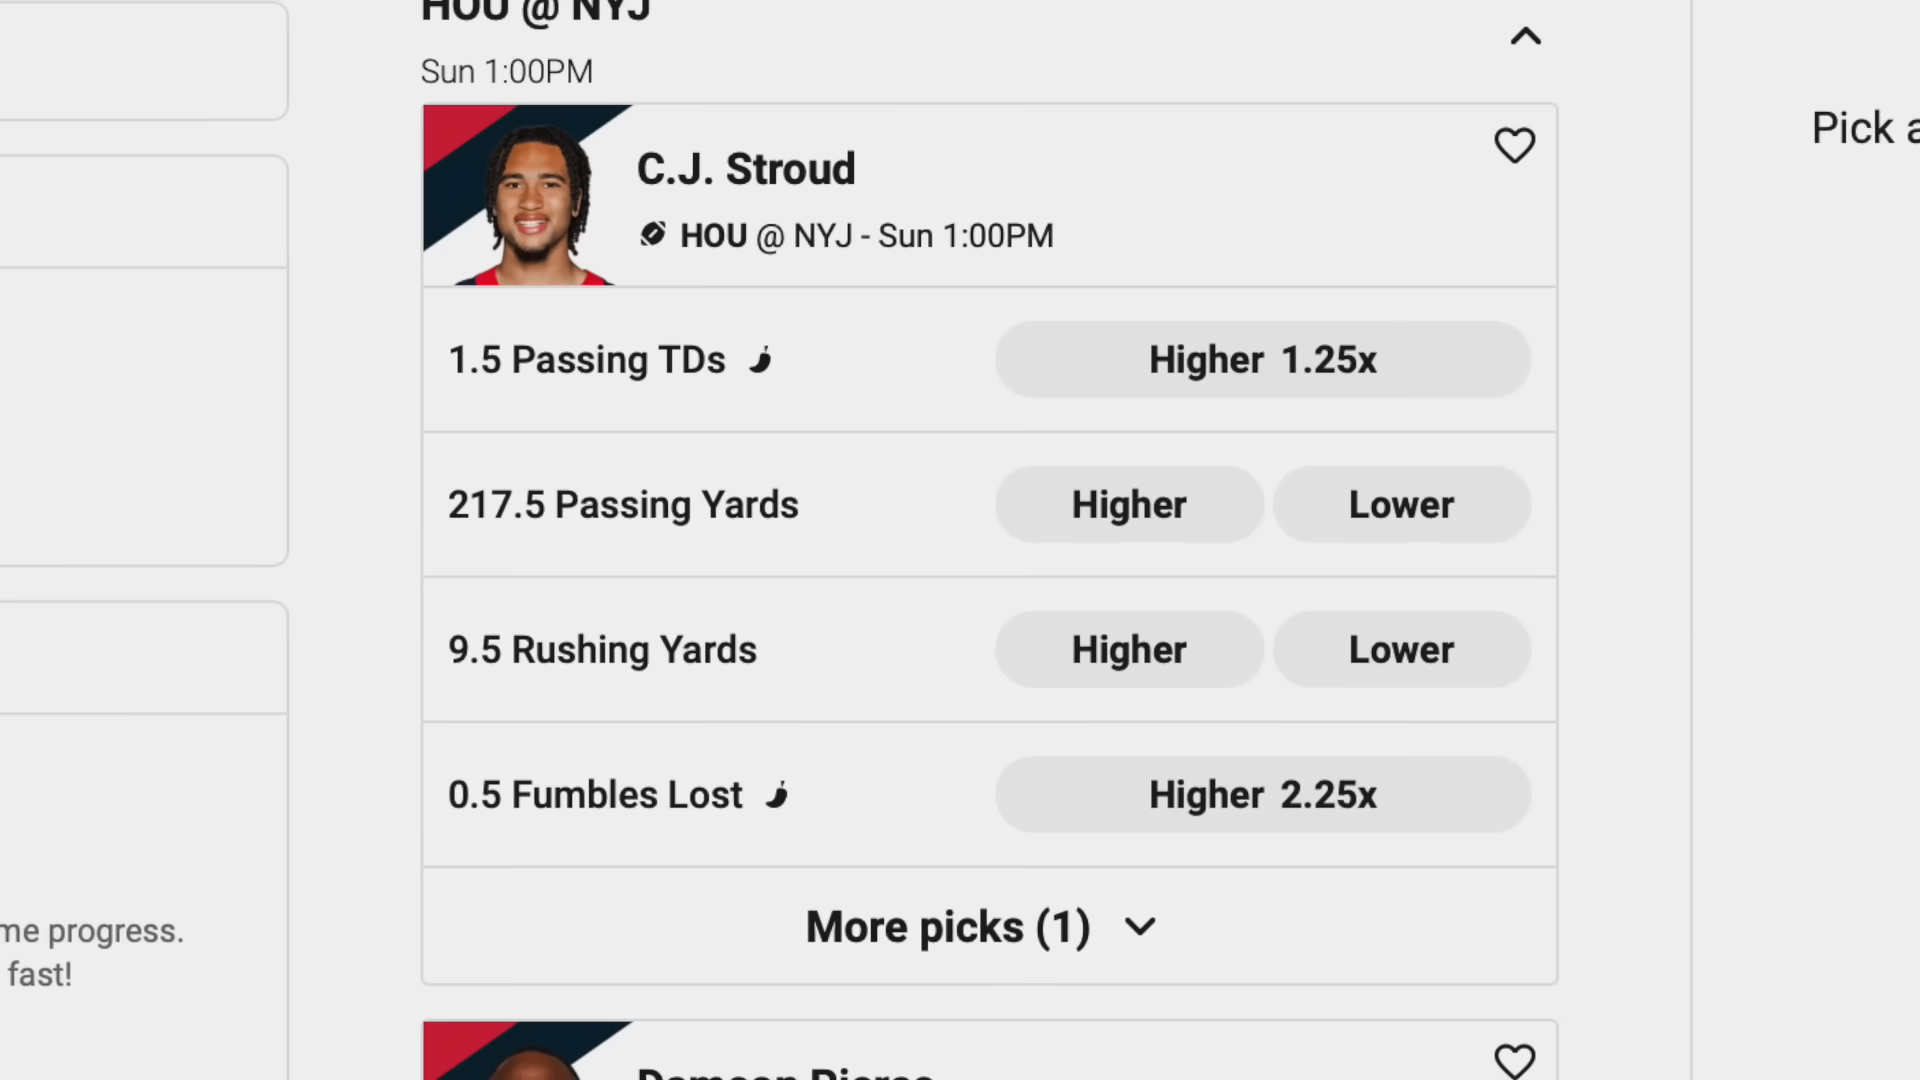 HOU @ NYJ
Sun 1:00PM
Pick a
C.J. Stroud
HOU @ NYJ - Sun 1:00PM
1.5 Passing TDs
Higher 1.25x
217.5 Passing Yards
Higher
Lower
9.5 Rushing Yards
Higher
Lower
0.5 Fumbles Lost
Higher 2.25x
More picks (1)
me progress.
fast!
Dameon Pierce